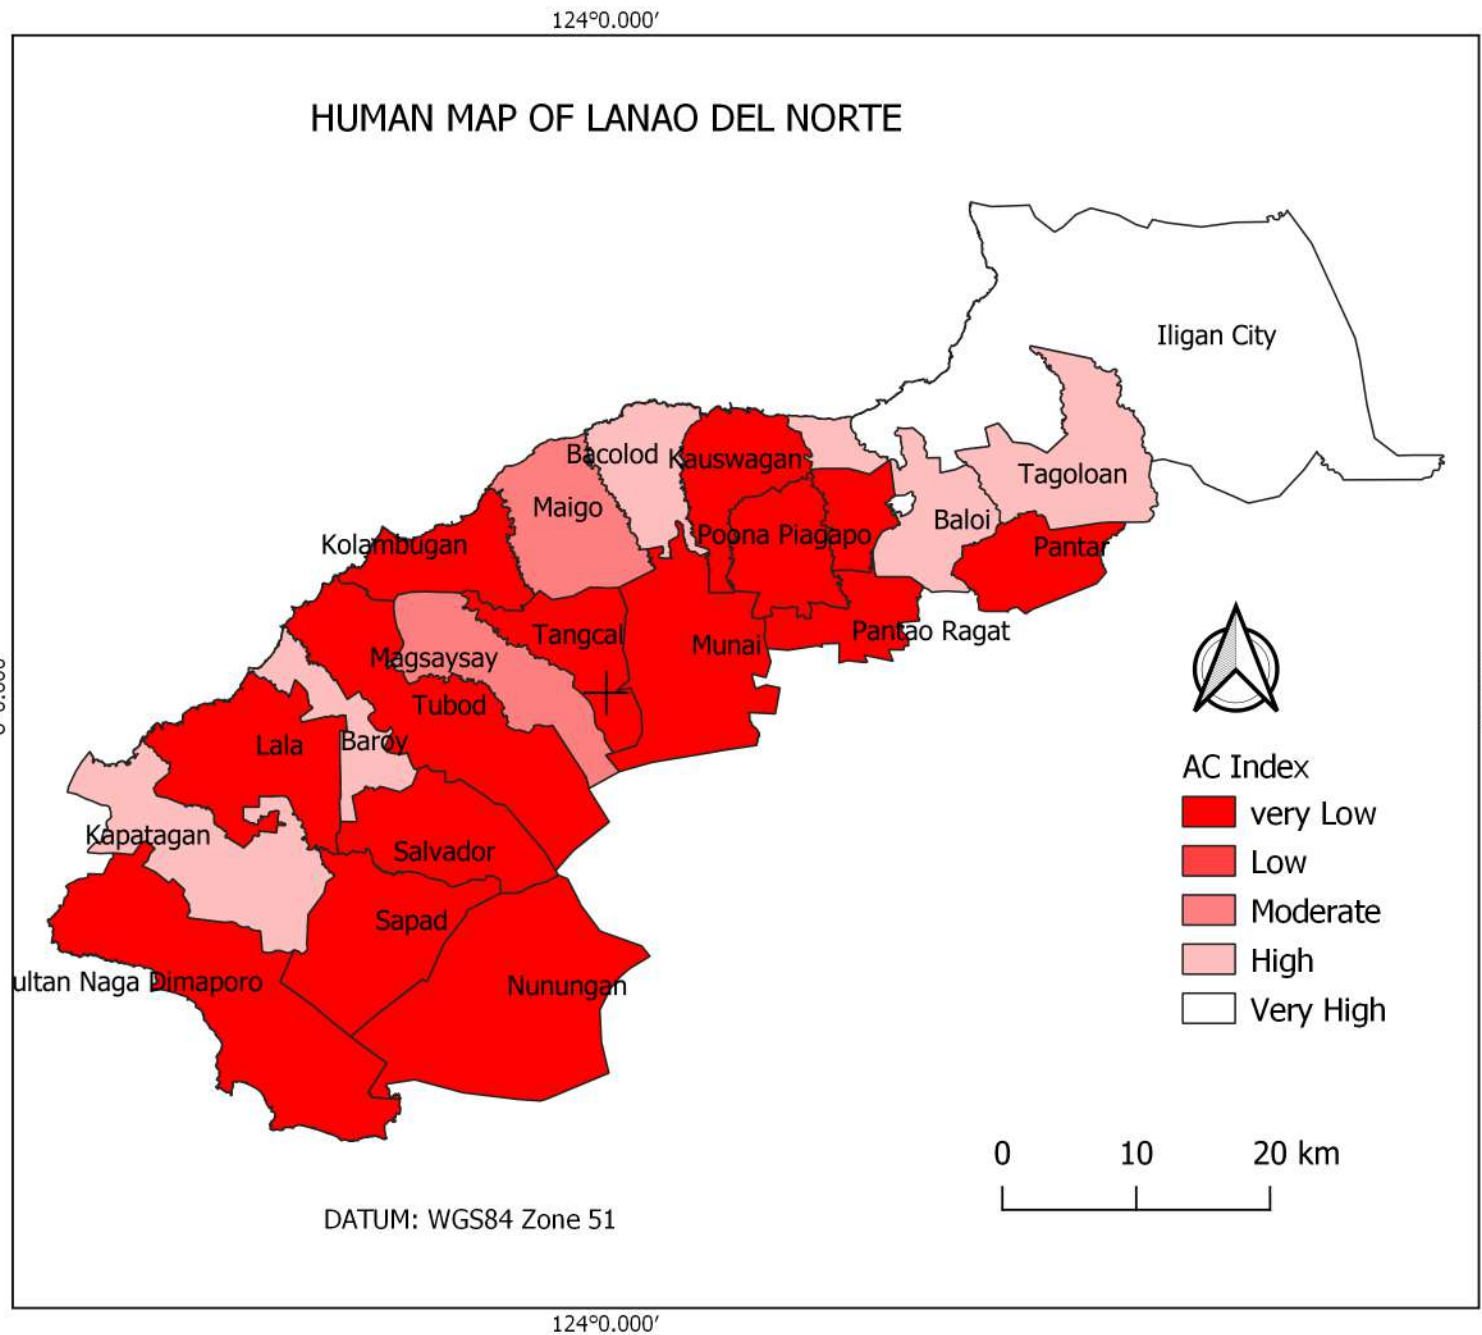 124°0.000′
HUMAN MAP OF LANAO DEL NORTE
Iligan City
Bacolod
Kauswagan
Tagoloan
Maigo
Baloi
Poona Piagapo
Kolambugan
Pantar
Tangcal
Munai
Pantao Ragat
Magsaysay
Tubod
Lala
Baroy
Kapatagan
Salvador
Sapad
ultan Naga Dimaporo
Nunungan
AC Index
very Low
Low
Moderate
High
Very High
0 10 20 km
DATUM: WGS84 Zone 51
124°0.000′